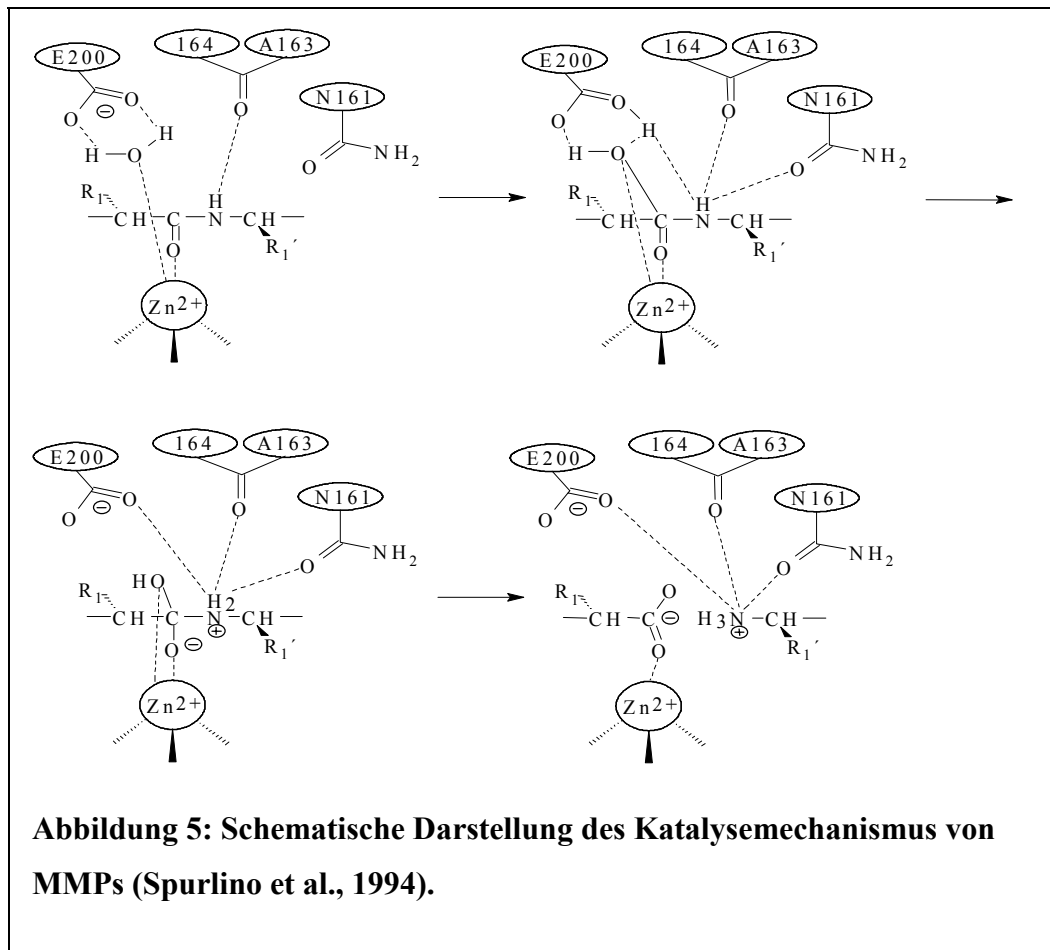 E200 164 A163
N161
⊖ O
O H
H O O NH2
H
R1
CH C N CH
O R1´
Zn2+
E200 164 A163
N161
O
O H O
H O O NH2
R1 H
CH C N CH
O R1´
Zn2+
E200 164 A163
N161
O
O ⊖ O
O NH2
HO H2
R1
CH C N CH
⊕
O ⊖ R1´
Zn2+
E200 164 A163
N161
O
O ⊖ O
O NH2
R1 O
CH C ⊖ H3N CH
⊕
O R1´
Zn2+
Abbildung 5: Schematische Darstellung des Katalysemechanismus von
MMPs (Spurlino et al., 1994).